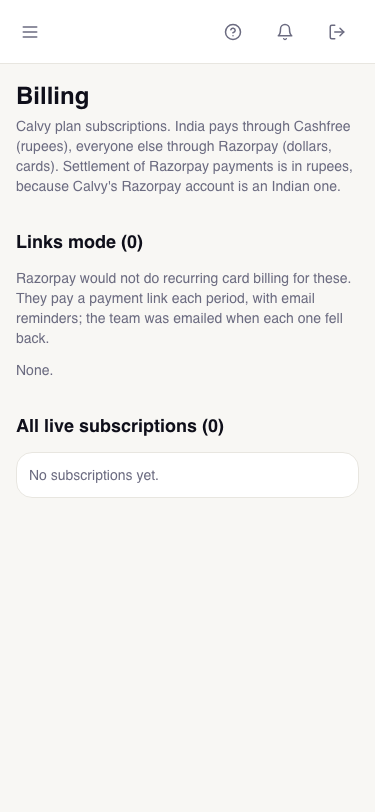 Billing
Calvy plan subscriptions. India pays through Cashfree
(rupees), everyone else through Razorpay (dollars,
cards). Settlement of Razorpay payments is in rupees,
because Calvy's Razorpay account is an Indian one.
Links mode (0)
Razorpay would not do recurring card billing for these.
They pay a payment link each period, with email
reminders; the team was emailed when each one fell
back.
None.
All live subscriptions (0)
No subscriptions yet.